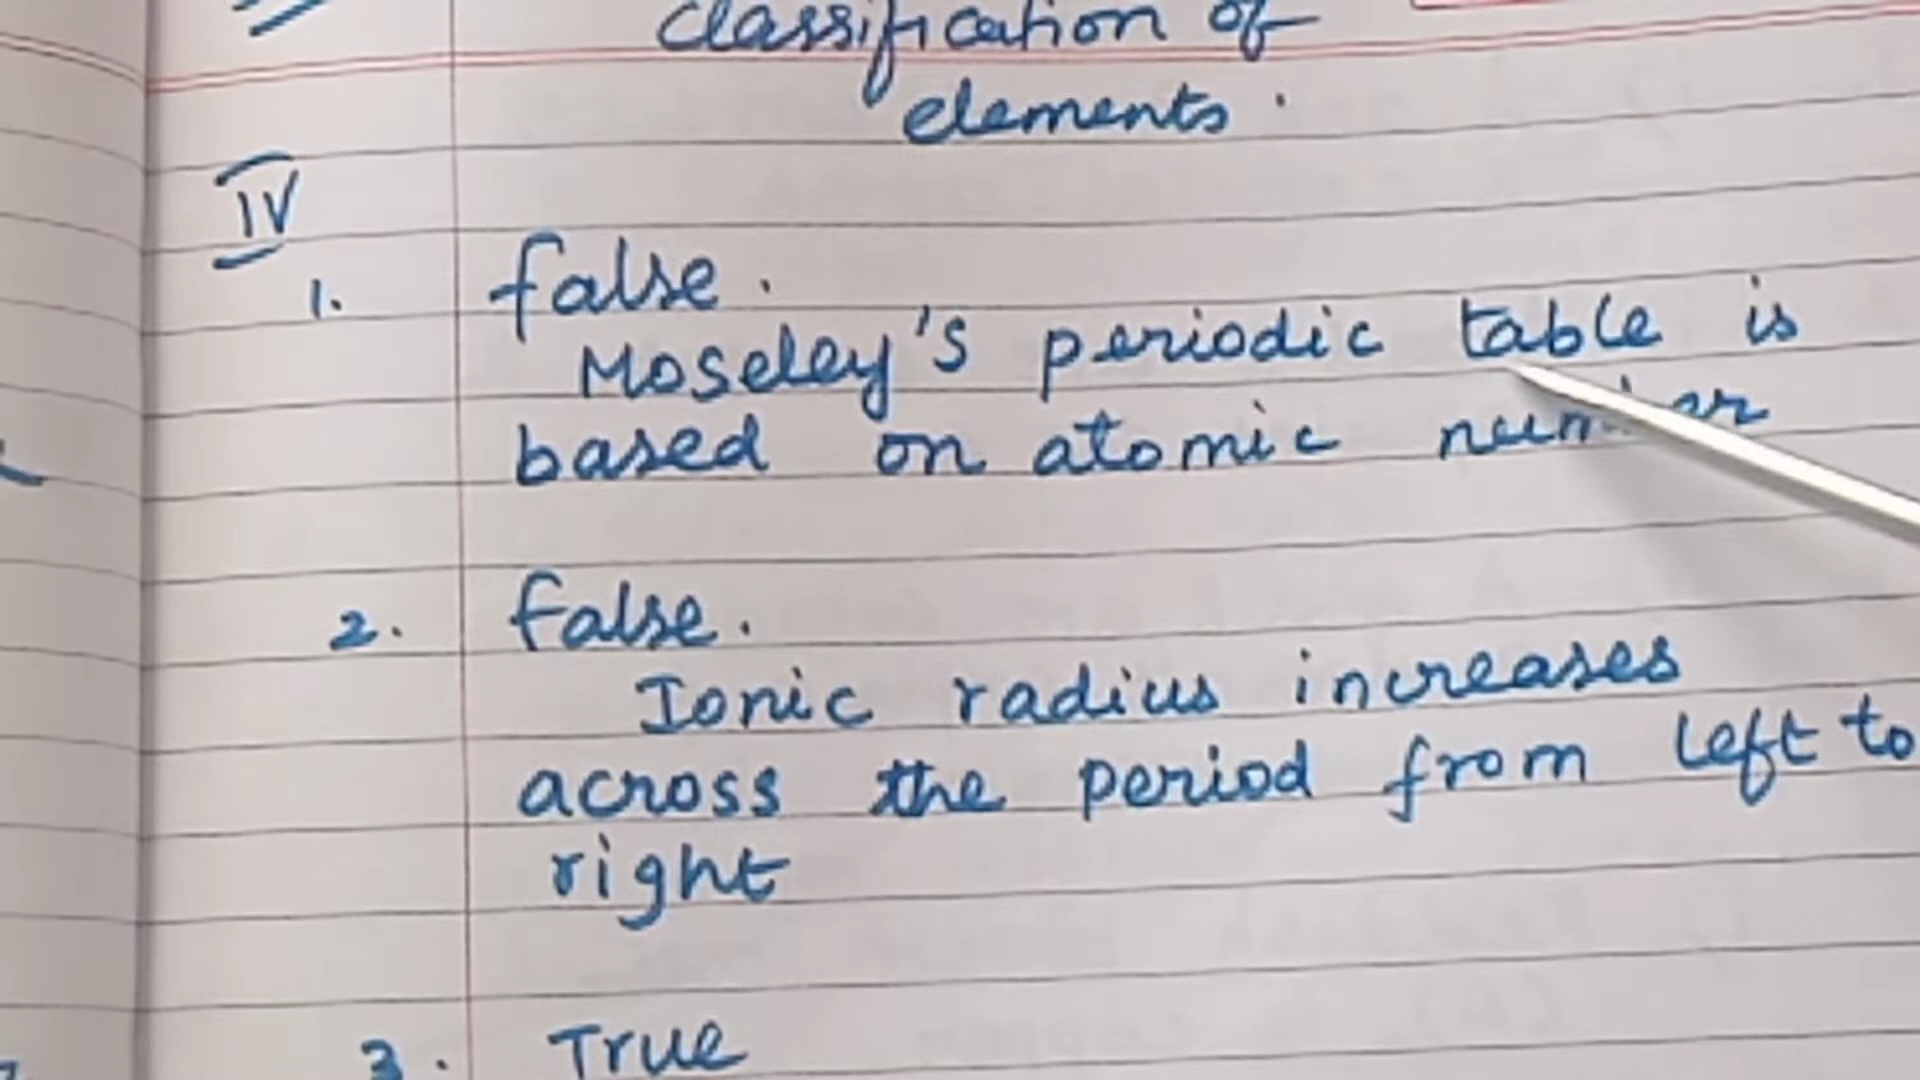 classification of
elements.
IV
1. false.
Moseley's periodic table is
based on atomic number
2. false.
Ionic radius increases
across the period from left to
right
3. True